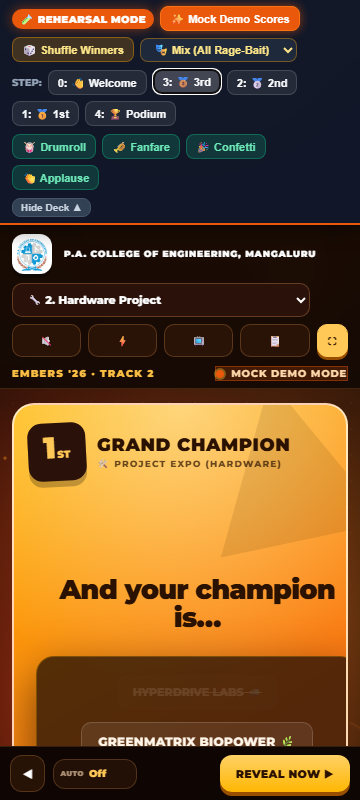 REHEARSAL MODE
Mock Demo Scores
Shuffle Winners
Mix (All Rage-Bait)
STEP:
0: 👋 Welcome
3: 🥉 3rd
2: 🥈 2nd
1: 🥇 1st
4: 🏆 Podium
Drumroll
Fanfare
Confetti
Applause
Hide Deck ▲
P.A. COLLEGE OF ENGINEERING, MANGALURU
2. Hardware Project
EMBERS '26 · TRACK 2
MOCK DEMO MODE
1ST
GRAND CHAMPION
PROJECT EXPO (HARDWARE)
And your champion
is...
HYPERDRIVE LABS
GREENMATRIX BIOPOWER 🌿
◀
AUTO Off
REVEAL NOW ▶